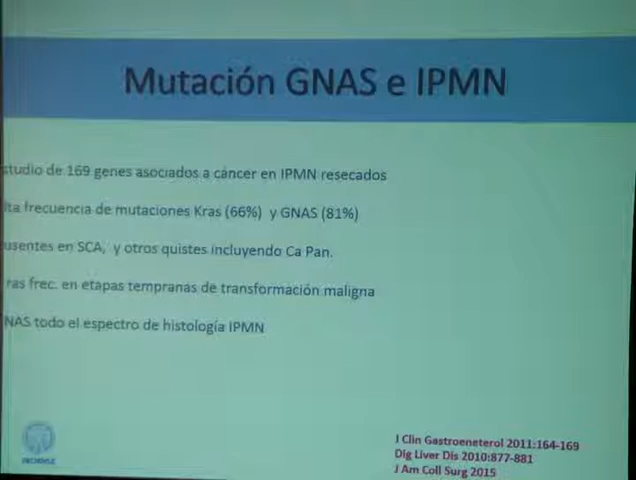 Mutación GNAS e IPMN
studio de 169 genes asociados a cáncer en IPMN resecados
lta frecuencia de mutaciones Kras (66%) y GNAS (81%)
usentes en SCA, y otros quistes incluyendo Ca Pan.
ras frec. en etapas tempranas de transformación maligna
NAS todo el espectro de histología IPMN
J Clin Gastroeneterol 2011:164-169
Dig Liver Dis 2010:877-881
J Am Coll Surg 2015